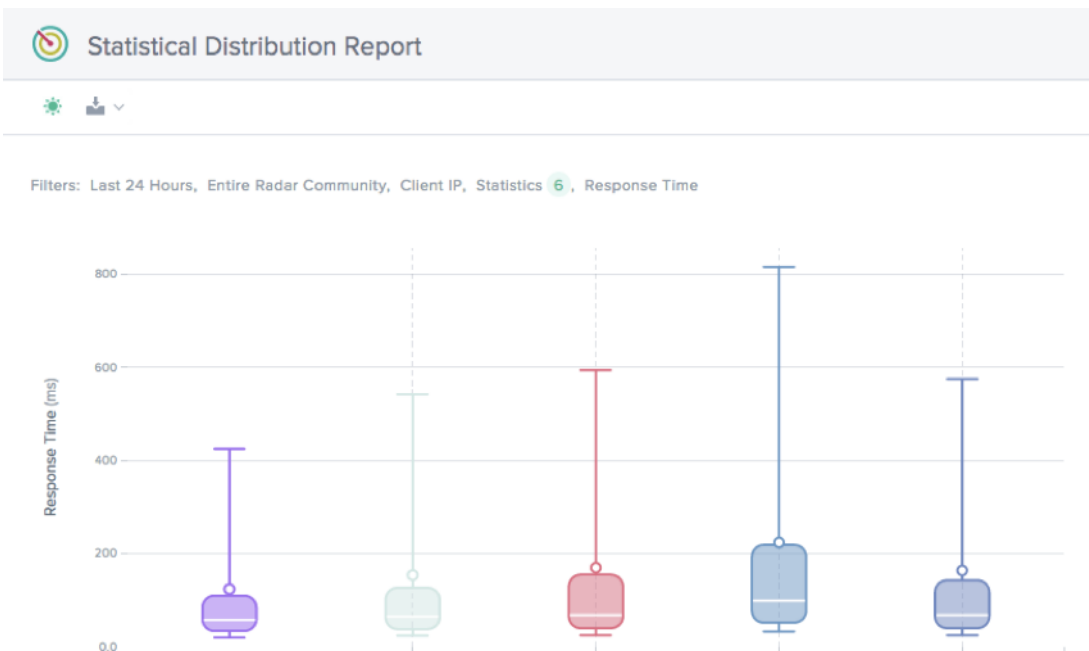 Statistical Distribution Report
Filters: Last 24 Hours, Entire Radar Community, Client IP, Statistics 6, Response Time
800
600
400
200
0.0
Response Time (ms)